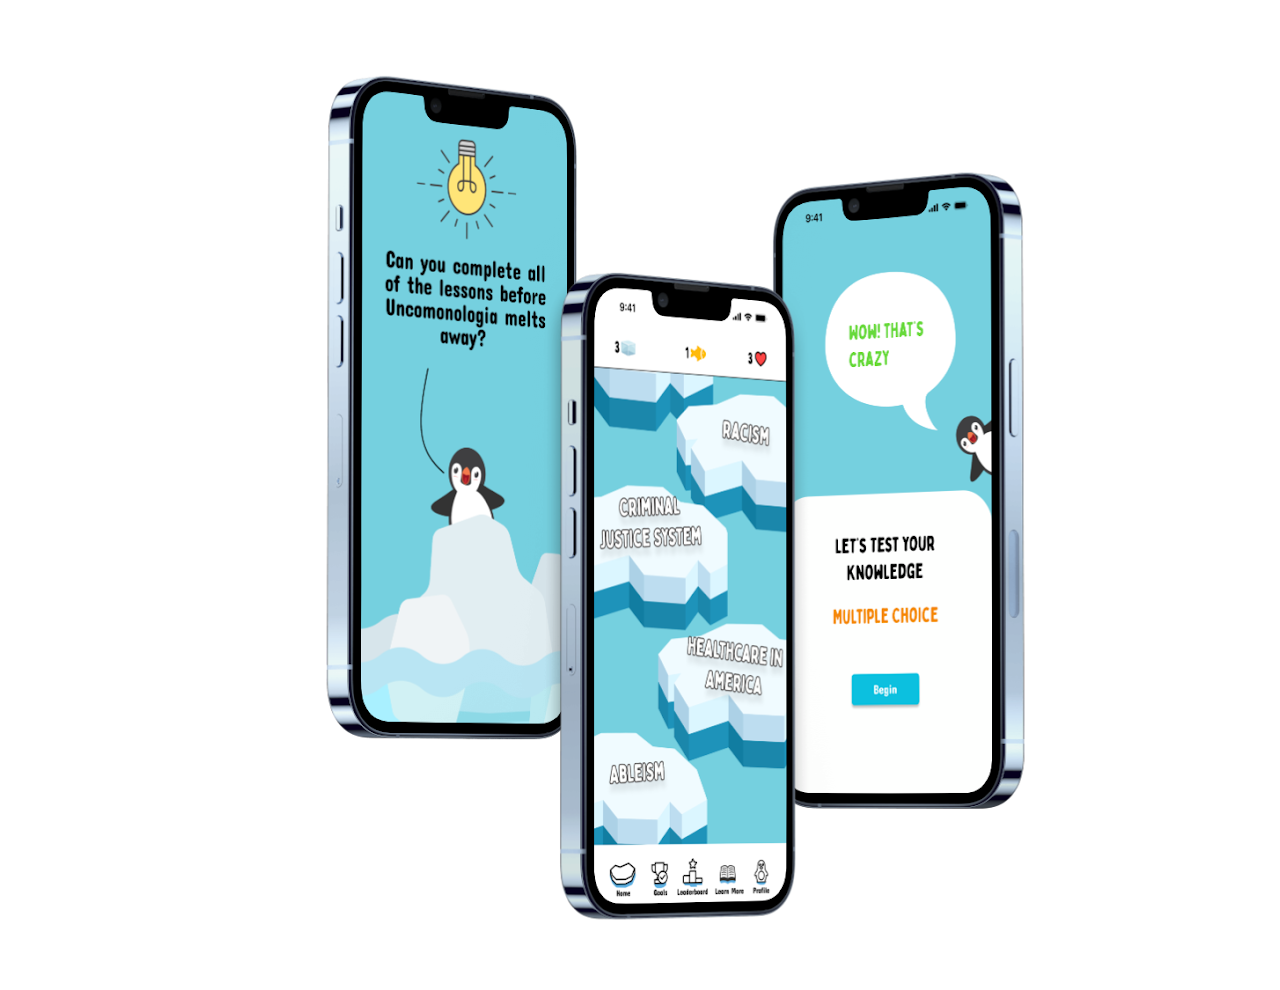 Can you complete all
of the lessons before
Uncomonologia melts
away?
9:41
3
1
3
RACISM
CRIMINAL
JUSTICE SYSTEM
HEALTHCARE IN
AMERICA
ABLEISM
Home
Goals
Leaderboard
Learn More
Profile
9:41
WOW! THAT'S
CRAZY
LET'S TEST YOUR
KNOWLEDGE
MULTIPLE CHOICE
Begin